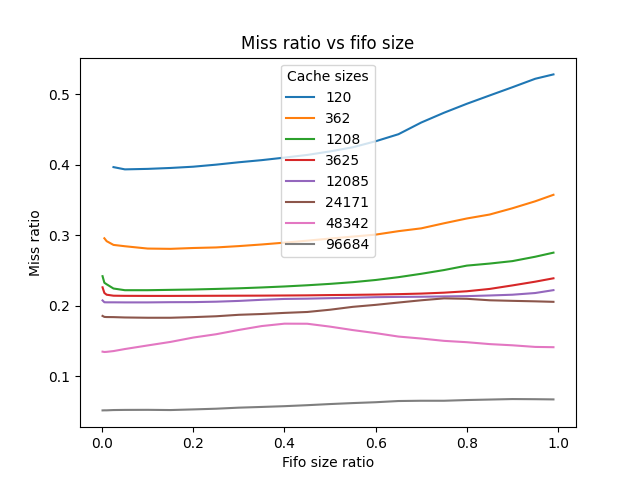 Miss ratio vs fifo size
Cache sizes
120
362
1208
3625
12085
24171
48342
96684
0.5
0.4
0.3
0.2
0.1
Miss ratio
0.0 0.2 0.4 0.6 0.8 1.0
Fifo size ratio